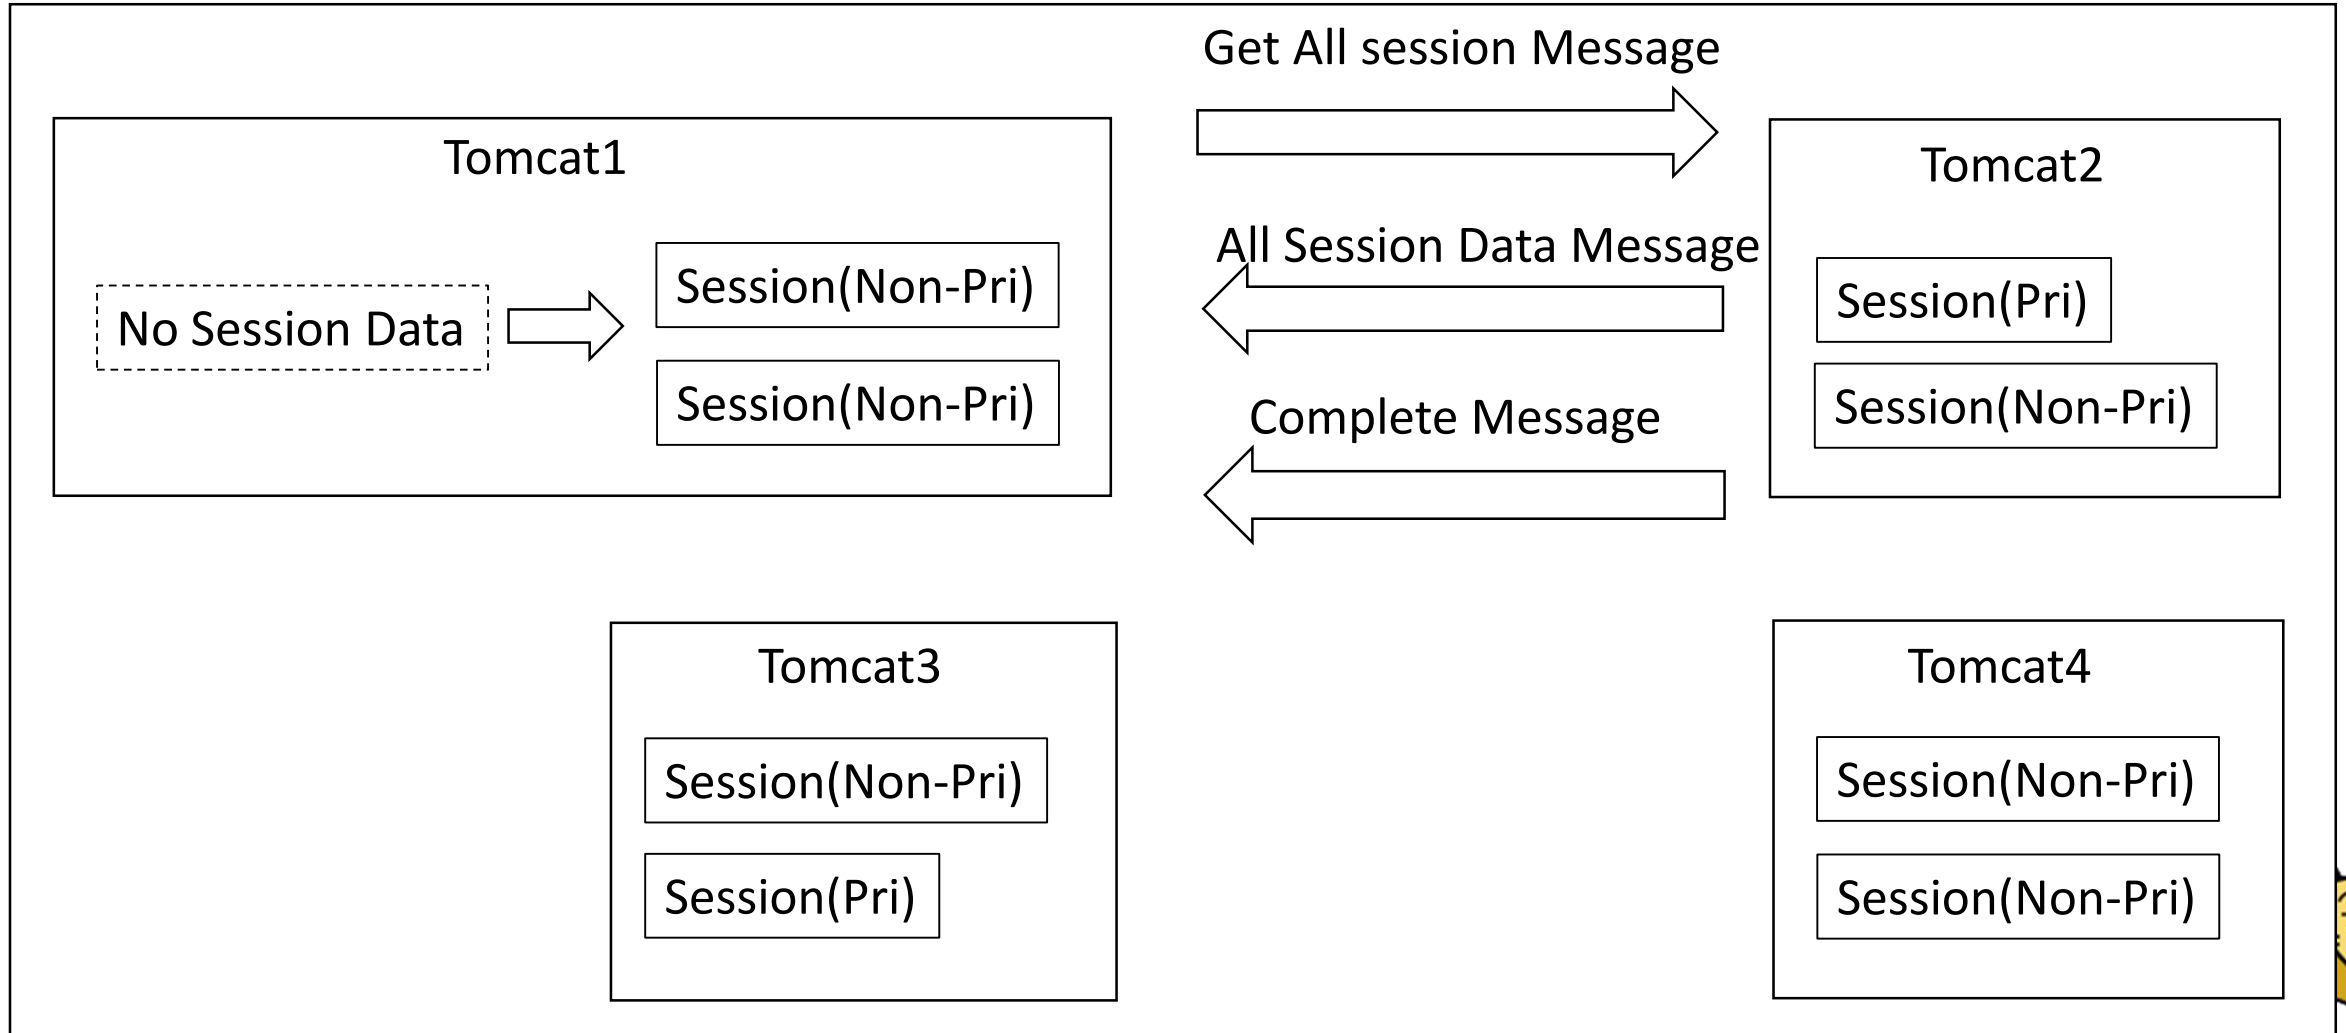 Get All session Message
Tomcat1
Tomcat2
All Session Data Message
No Session Data
Session(Non-Pri)
Session(Non-Pri)
Session(Pri)
Session(Non-Pri)
Complete Message
Tomcat3
Tomcat4
Session(Non-Pri)
Session(Pri)
Session(Non-Pri)
Session(Non-Pri)